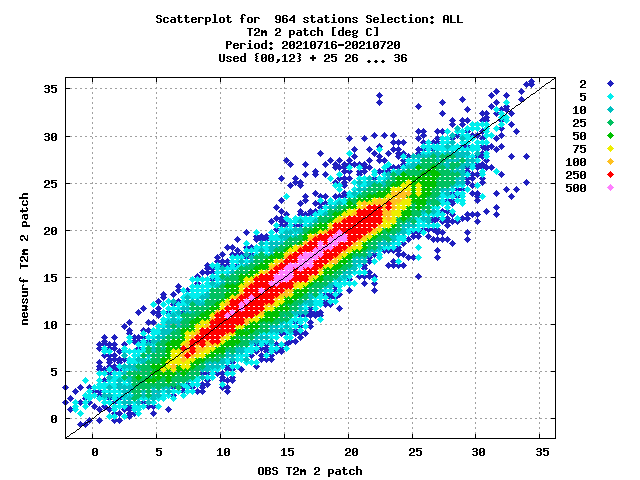 Scatterplot for  964 stations Selection: ALL
T2m 2 patch [deg C]
Period: 20210716-20210720
Used {00,12} + 25 26 ... 36
2
5
10
25
50
75
100
250
500
35
30
25
20
15
10
5
0
newsurf T2m 2 patch
0 5 10 15 20 25 30 35
OBS T2m 2 patch